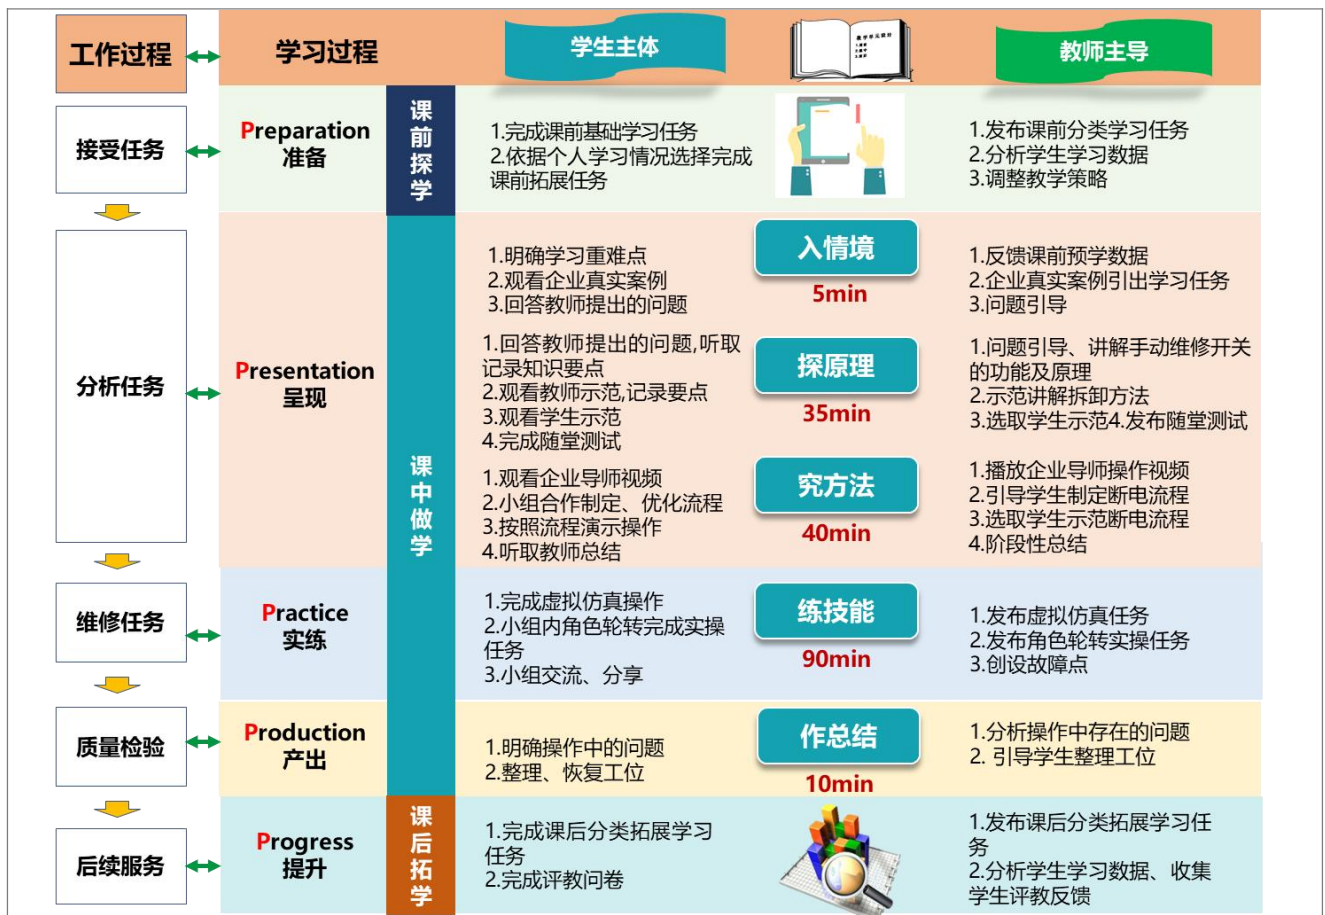 工作过程
学习过程
学生主体
教学单元设计
教师主导
接受任务
Preparation
准备
课前探学
1.完成课前基础学习任务
2.依据个人学习情况选择完成
课前拓展任务
1.发布课前分类学习任务
2.分析学生学习数据
3.调整教学策略
分析任务
Presentation
呈现
课中做学
1.明确学习重难点
2.观看企业真实案例
3.回答教师提出的问题
入情境
5min
1.反馈课前预学数据
2.企业真实案例引出学习任务
3.问题引导
1.回答教师提出的问题,听取
记录知识要点
2.观看教师示范,记录要点
3.观看学生示范
4.完成随堂测试
探原理
35min
1.问题引导、讲解手动维修开关
的功能及原理
2.示范讲解拆卸方法
3.选取学生示范4.发布随堂测试
1.观看企业导师视频
2.小组合作制定、优化流程
3.按照流程演示操作
4.听取教师总结
究方法
40min
1.播放企业导师操作视频
2.引导学生制定断电流程
3.选取学生示范断电流程
4.阶段性总结
维修任务
Practice
实练
1.完成虚拟仿真操作
2.小组内角色轮转完成实操
任务
3.小组交流、分享
练技能
90min
1.发布虚拟仿真任务
2.发布角色轮转实操任务
3.创设故障点
质量检验
Production
产出
1.明确操作中的问题
2.整理、恢复工位
作总结
10min
1.分析操作中存在的问题
2. 引导学生整理工位
后续服务
Progress
提升
课后拓学
1.完成课后分类拓展学习
任务
2.完成评教问卷
1.发布课后分类拓展学习任
务
2.分析学生学习数据、收集
学生评教反馈